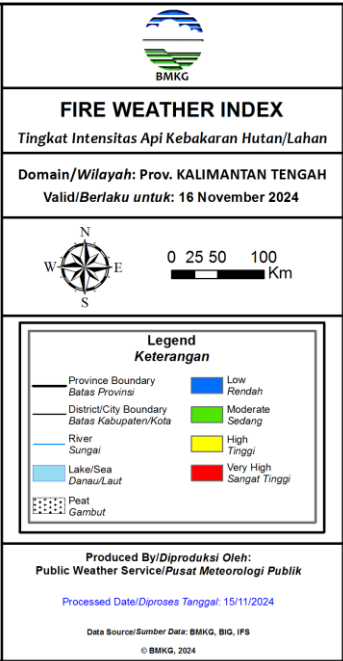 BMKG
FIRE WEATHER INDEX
Tingkat Intensitas Api Kebakaran Hutan/Lahan
Domain/Wilayah: Prov. KALIMANTAN TENGAH
Valid/Berlaku untuk: 16 November 2024
N
W
E
S
0 25 50 100
Km
Legend
Keterangan
Province Boundary
Batas Provinsi
District/City Boundary
Batas Kabupaten/Kota
River
Sungai
Lake/Sea
Danau/Laut
Peat
Gambut
Low
Rendah
Moderate
Sedang
High
Tinggi
Very High
Sangat Tinggi
Produced By/Diproduksi Oleh:
Public Weather Service/Pusat Meteorologi Publik
Processed Date/Diproses Tanggal: 15/11/2024
Data Source/Sumber Data: BMKG, BIG, IFS
© BMKG, 2024